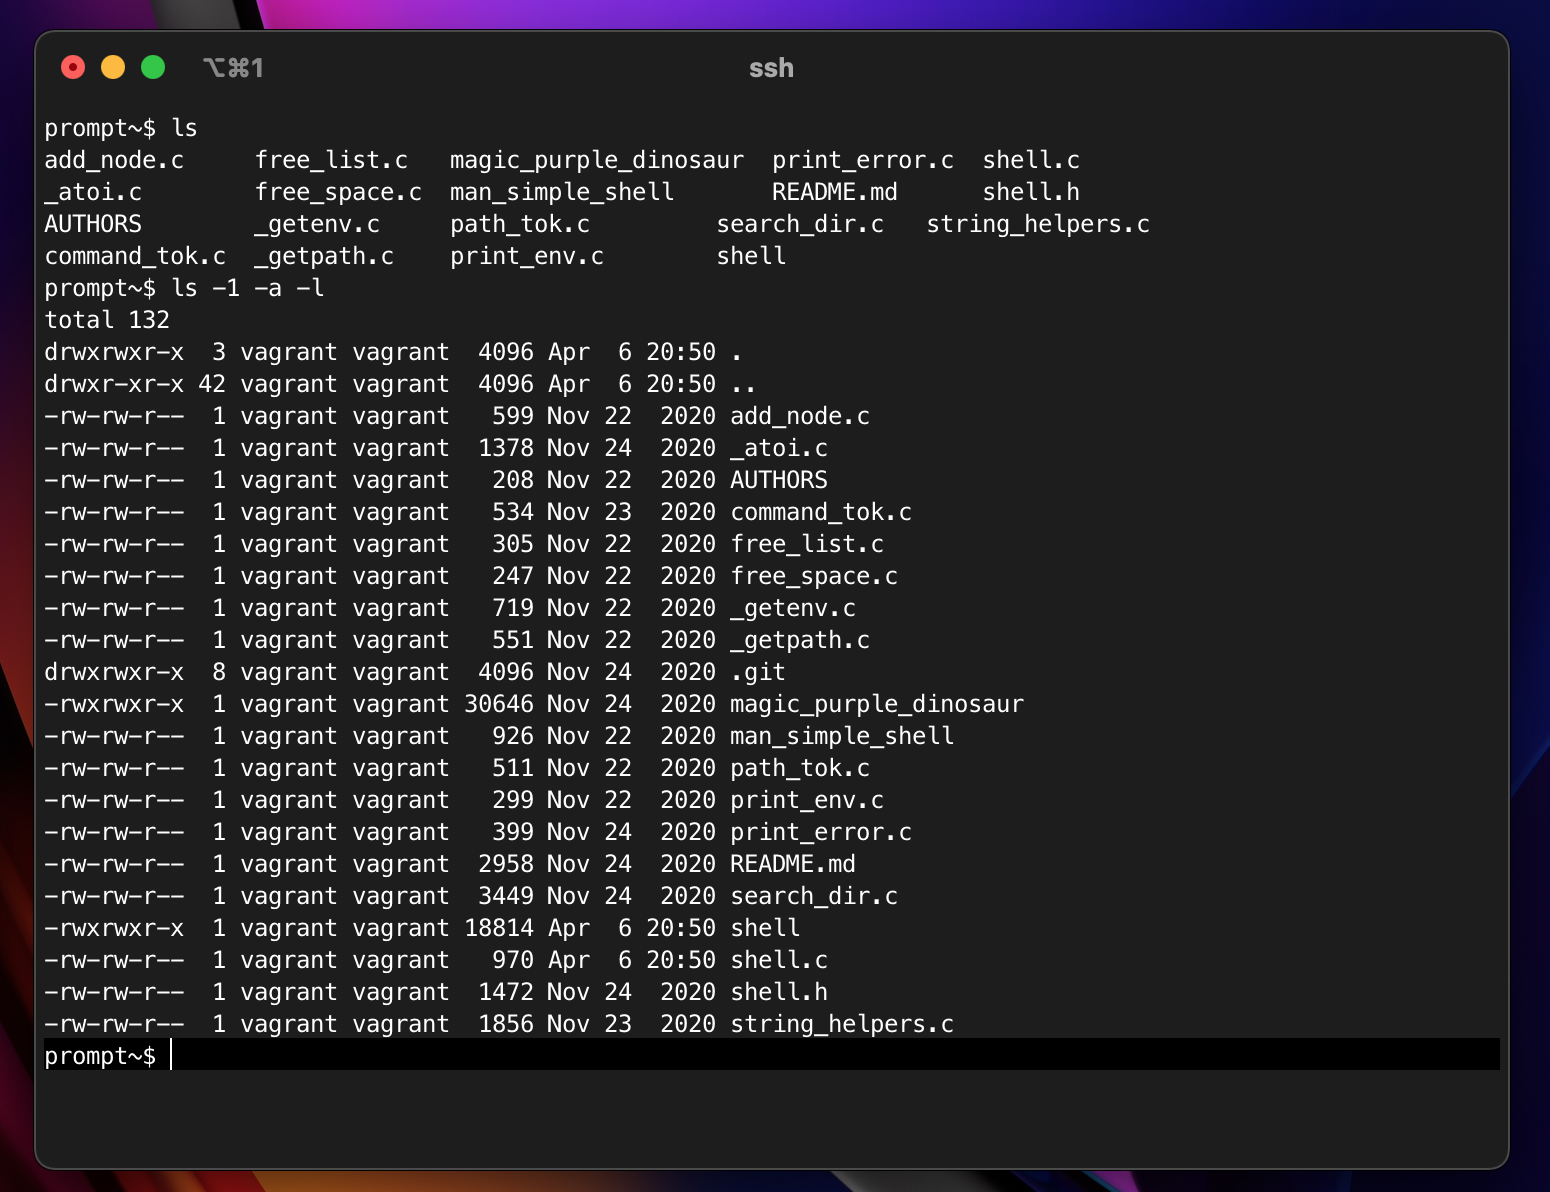 ⌥⌘1 ssh
prompt~$ ls
add_node.c     free_list.c   magic_purple_dinosaur  print_error.c  shell.c
_atoi.c        free_space.c  man_simple_shell       README.md      shell.h
AUTHORS        _getenv.c     path_tok.c         search_dir.c   string_helpers.c
command_tok.c  _getpath.c    print_env.c        shell
prompt~$ ls -1 -a -l
total 132
drwxrwxr-x  3 vagrant vagrant  4096 Apr  6 20:50 .
drwxr-xr-x 42 vagrant vagrant  4096 Apr  6 20:50 ..
-rw-rw-r--  1 vagrant vagrant   599 Nov 22  2020 add_node.c
-rw-rw-r--  1 vagrant vagrant  1378 Nov 24  2020 _atoi.c
-rw-rw-r--  1 vagrant vagrant   208 Nov 22  2020 AUTHORS
-rw-rw-r--  1 vagrant vagrant   534 Nov 23  2020 command_tok.c
-rw-rw-r--  1 vagrant vagrant   305 Nov 22  2020 free_list.c
-rw-rw-r--  1 vagrant vagrant   247 Nov 22  2020 free_space.c
-rw-rw-r--  1 vagrant vagrant   719 Nov 22  2020 _getenv.c
-rw-rw-r--  1 vagrant vagrant   551 Nov 22  2020 _getpath.c
drwxrwxr-x  8 vagrant vagrant  4096 Nov 24  2020 .git
-rwxrwxr-x  1 vagrant vagrant 30646 Nov 24  2020 magic_purple_dinosaur
-rw-rw-r--  1 vagrant vagrant   926 Nov 22  2020 man_simple_shell
-rw-rw-r--  1 vagrant vagrant   511 Nov 22  2020 path_tok.c
-rw-rw-r--  1 vagrant vagrant   299 Nov 22  2020 print_env.c
-rw-rw-r--  1 vagrant vagrant   399 Nov 24  2020 print_error.c
-rw-rw-r--  1 vagrant vagrant  2958 Nov 24  2020 README.md
-rw-rw-r--  1 vagrant vagrant  3449 Nov 24  2020 search_dir.c
-rwxrwxr-x  1 vagrant vagrant 18814 Apr  6 20:50 shell
-rw-rw-r--  1 vagrant vagrant   970 Apr  6 20:50 shell.c
-rw-rw-r--  1 vagrant vagrant  1472 Nov 24  2020 shell.h
-rw-rw-r--  1 vagrant vagrant  1856 Nov 23  2020 string_helpers.c
prompt~$